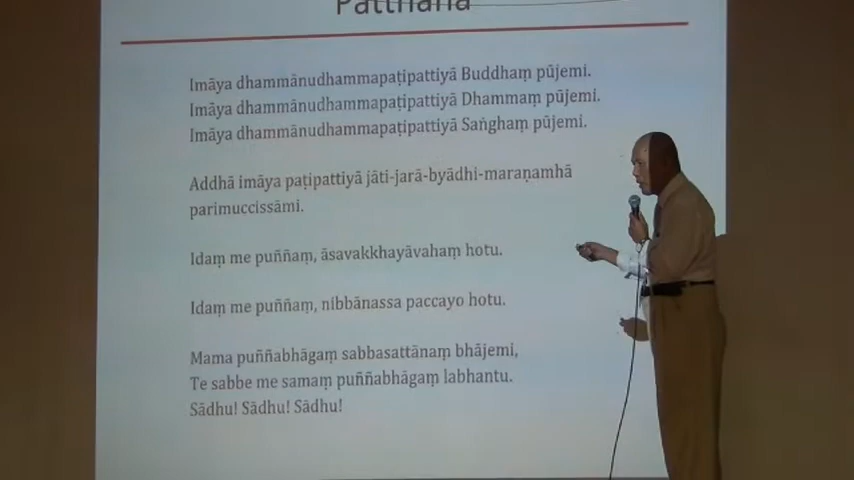 Patthanā
Imāya dhammānudhammapaṭipattiyā Buddhaṃ pūjemi.
Imāya dhammānudhammapaṭipattiyā Dhammaṃ pūjemi.
Imāya dhammānudhammapaṭipattiyā Saṅghaṃ pūjemi.
Addhā imāya paṭipattiyā jāti-jarā-byādhi-maraṇamhā
parimuccissāmi.
Idaṃ me puññaṃ, āsavakkhayāvahaṃ hotu.
Idaṃ me puññaṃ, nibbānassa paccayo hotu.
Mama puññabhāgaṃ sabbasattānaṃ bhājemi,
Te sabbe me samaṃ puññabhāgaṃ labhantu.
Sādhu! Sādhu! Sādhu!